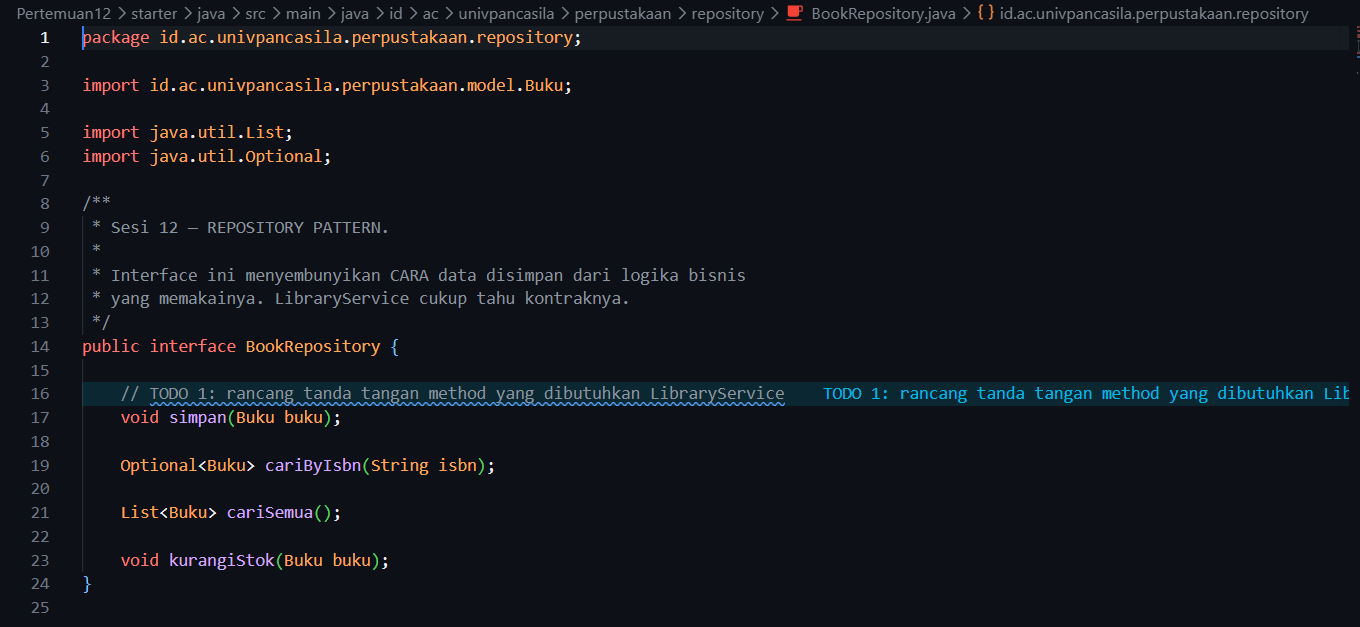 Pertemuan12 > starter > java > src > main > java > id > ac > univpancasila > perpustakaan > repository > BookRepository.java > {} id.ac.univpancasila.perpustakaan.repository
1 package id.ac.univpancasila.perpustakaan.repository;
2
3 import id.ac.univpancasila.perpustakaan.model.Buku;
4
5 import java.util.List;
6 import java.util.Optional;
7
8 /**
9  * Sesi 12 — REPOSITORY PATTERN.
10  *
11  * Interface ini menyembunyikan CARA data disimpan dari logika bisnis
12  * yang memakainya. LibraryService cukup tahu kontraknya.
13  */
14 public interface BookRepository {
15
16     // TODO 1: rancang tanda tangan method yang dibutuhkan LibraryService    TODO 1: rancang tanda tangan method yang dibutuhkan Lib
17     void simpan(Buku buku);
18
19     Optional<Buku> cariByIsbn(String isbn);
20
21     List<Buku> cariSemua();
22
23     void kurangiStok(Buku buku);
24 }
25